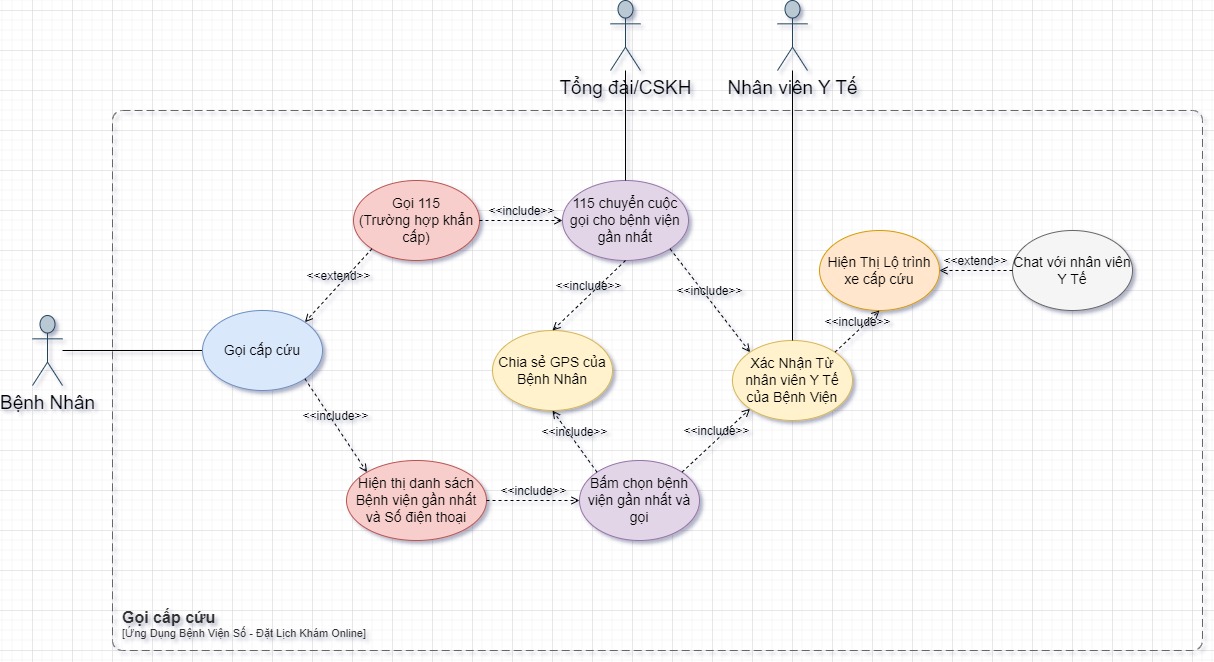 Tổng đài/CSKH
Nhân viên Y Tế
Gọi 115
(Trường hợp khẩn
cấp)
<<include>>
115 chuyển cuộc
gọi cho bệnh viện
gần nhất
<<extend>>
<<include>>
<<include>>
Hiện Thị Lộ trình
xe cấp cứu
<<extend>>
Chat với nhân viên
Y Tế
<<include>>
Gọi cấp cứu
Chia sẻ GPS của
Bệnh Nhân
Xác Nhận Từ
nhân viên Y Tế
của Bệnh Viện
Bệnh Nhân
<<include>>
<<include>>
<<include>>
Hiện thị danh sách
Bệnh viện gần nhất
và Số điện thoại
<<include>>
Bấm chọn bệnh
viện gần nhất và
gọi
Gọi cấp cứu
[Ứng Dụng Bệnh Viện Số - Đặt Lịch Khám Online]